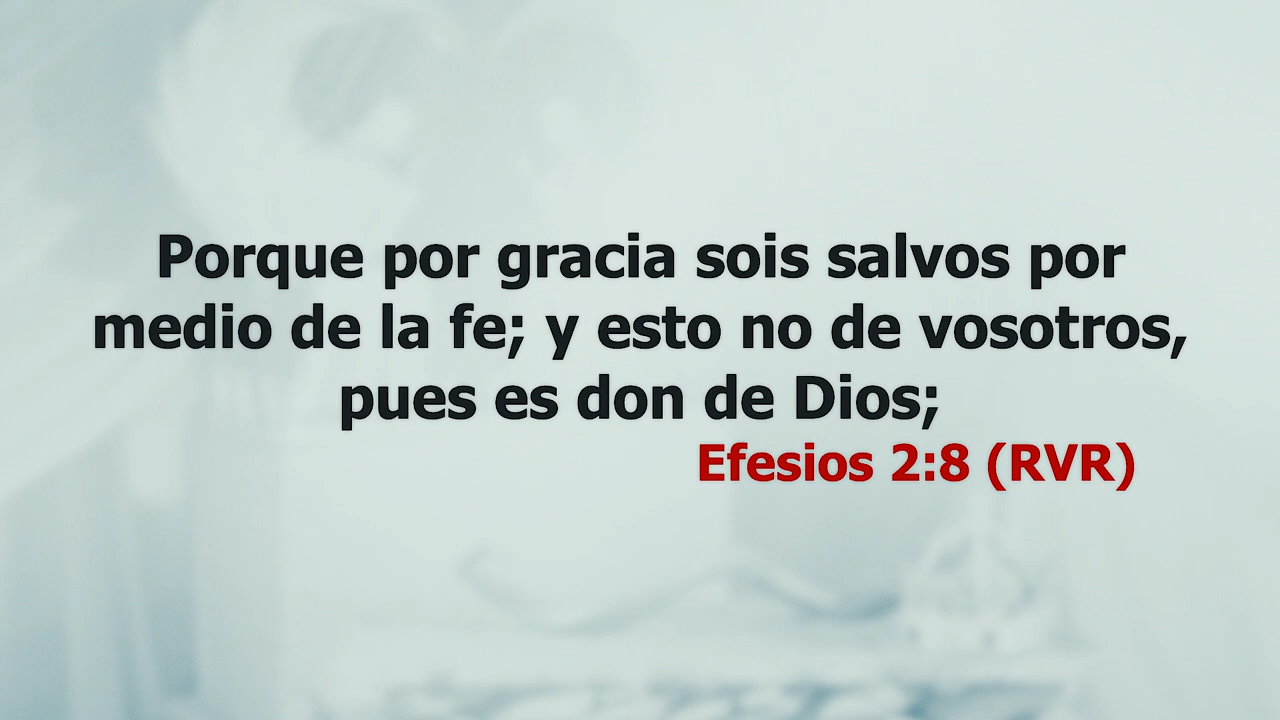 Porque por gracia sois salvos por
medio de la fe; y esto no de vosotros,
pues es don de Dios;
Efesios 2:8 (RVR)